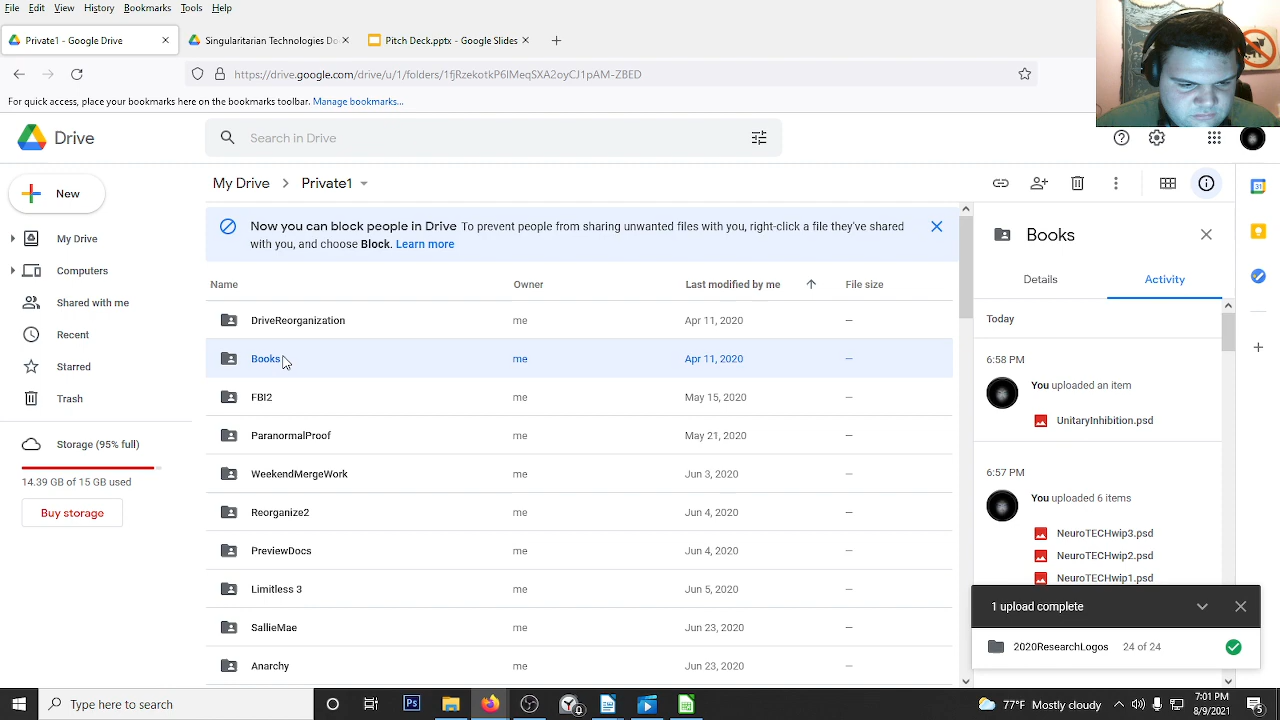 File Edit View History Bookmarks Tools Help
Private1 - Google Drive
Singularitarian Technologies Do
Pitch Deck.pptx - Google Slides
https://drive.google.com/drive/u/1/folders/1fjRzekotkP6IMeqSXA2oyCJ1pAM-ZBED
For quick access, place your bookmarks here on the bookmarks toolbar. Manage bookmarks...
Drive
Search in Drive
New
My Drive
Computers
Shared with me
Recent
Starred
Trash
Storage (95% full)
14.39 GB of 15 GB used
Buy storage
My Drive > Private1
Now you can block people in Drive To prevent people from sharing unwanted files with you, right-click a file they've shared
with you, and choose Block. Learn more
Name Owner Last modified by me File size
DriveReorganization me Apr 11, 2020 —
Books me Apr 11, 2020 —
FBI2 me May 15, 2020 —
ParanormalProof me May 21, 2020 —
WeekendMergeWork me Jun 3, 2020 —
Reorganize2 me Jun 4, 2020 —
PreviewDocs me Jun 4, 2020 —
Limitless 3 me Jun 5, 2020 —
SallieMae me Jun 23, 2020 —
Anarchy me Jun 23, 2020 —
Books
Details Activity
Today
6:58 PM
You uploaded an item
UnitaryInhibition.psd
6:57 PM
You uploaded 6 items
NeuroTECHwip3.psd
NeuroTECHwip2.psd
NeuroTECHwip1.psd
1 upload complete
2020ResearchLogos 24 of 24
31
Type here to search
Ps
77°F Mostly cloudy
7:01 PM
8/9/2021